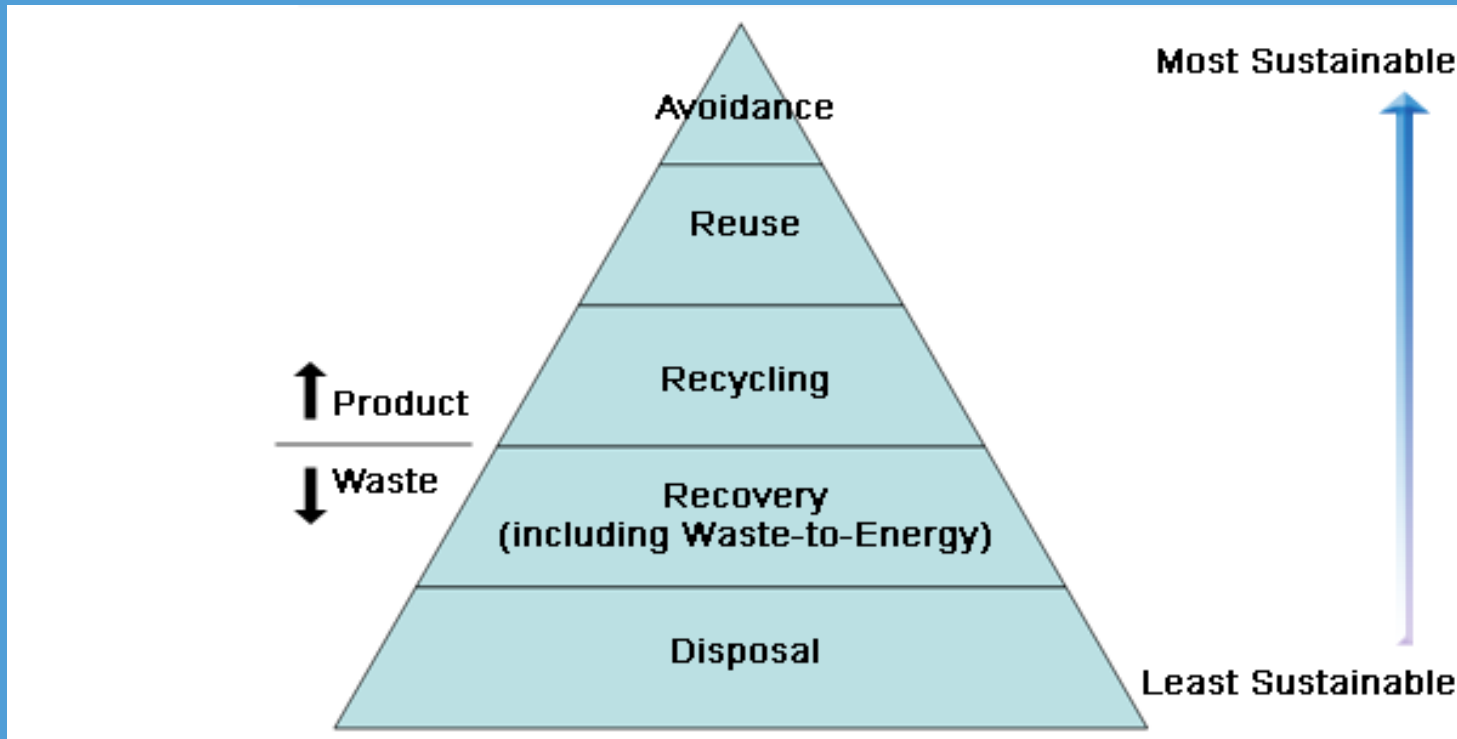 Most Sustainable
Avoidance
Reuse
Recycling
Product
Waste
Recovery
(including Waste-to-Energy)
Disposal
Least Sustainable